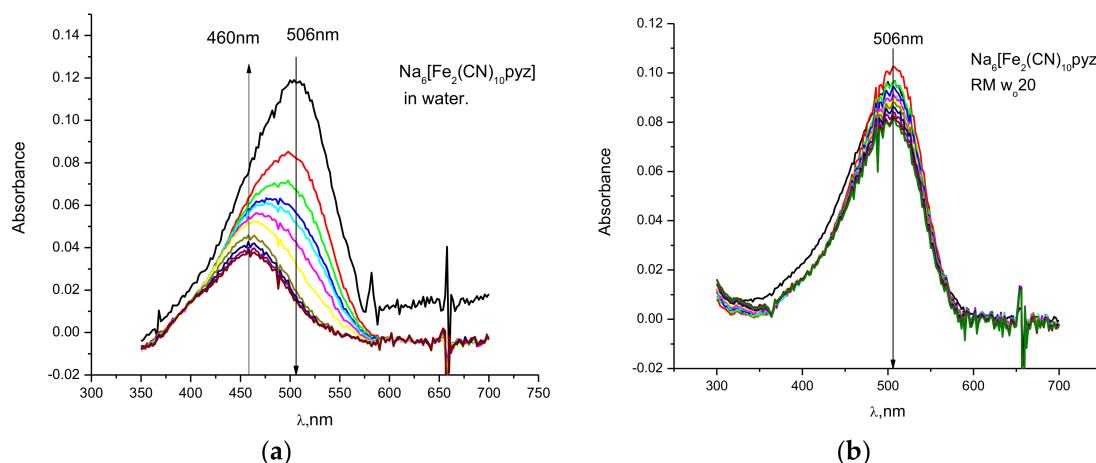 0.14
0.12
0.10
0.08
0.06
0.04
0.02
0.00
-0.02
Absorbance
460nm
506nm
Na₆[Fe₂(CN)₁₀pyz]
in water.
300 350 400 450 500 550 600 650 700 750
λ,nm
(a)
0.12
0.10
0.08
0.06
0.04
0.02
0.00
-0.02
Absorbance
506nm
Na₆[Fe₂(CN)₁₀pyz
RM wₒ20
300 400 500 600 700
λ,nm
(b)